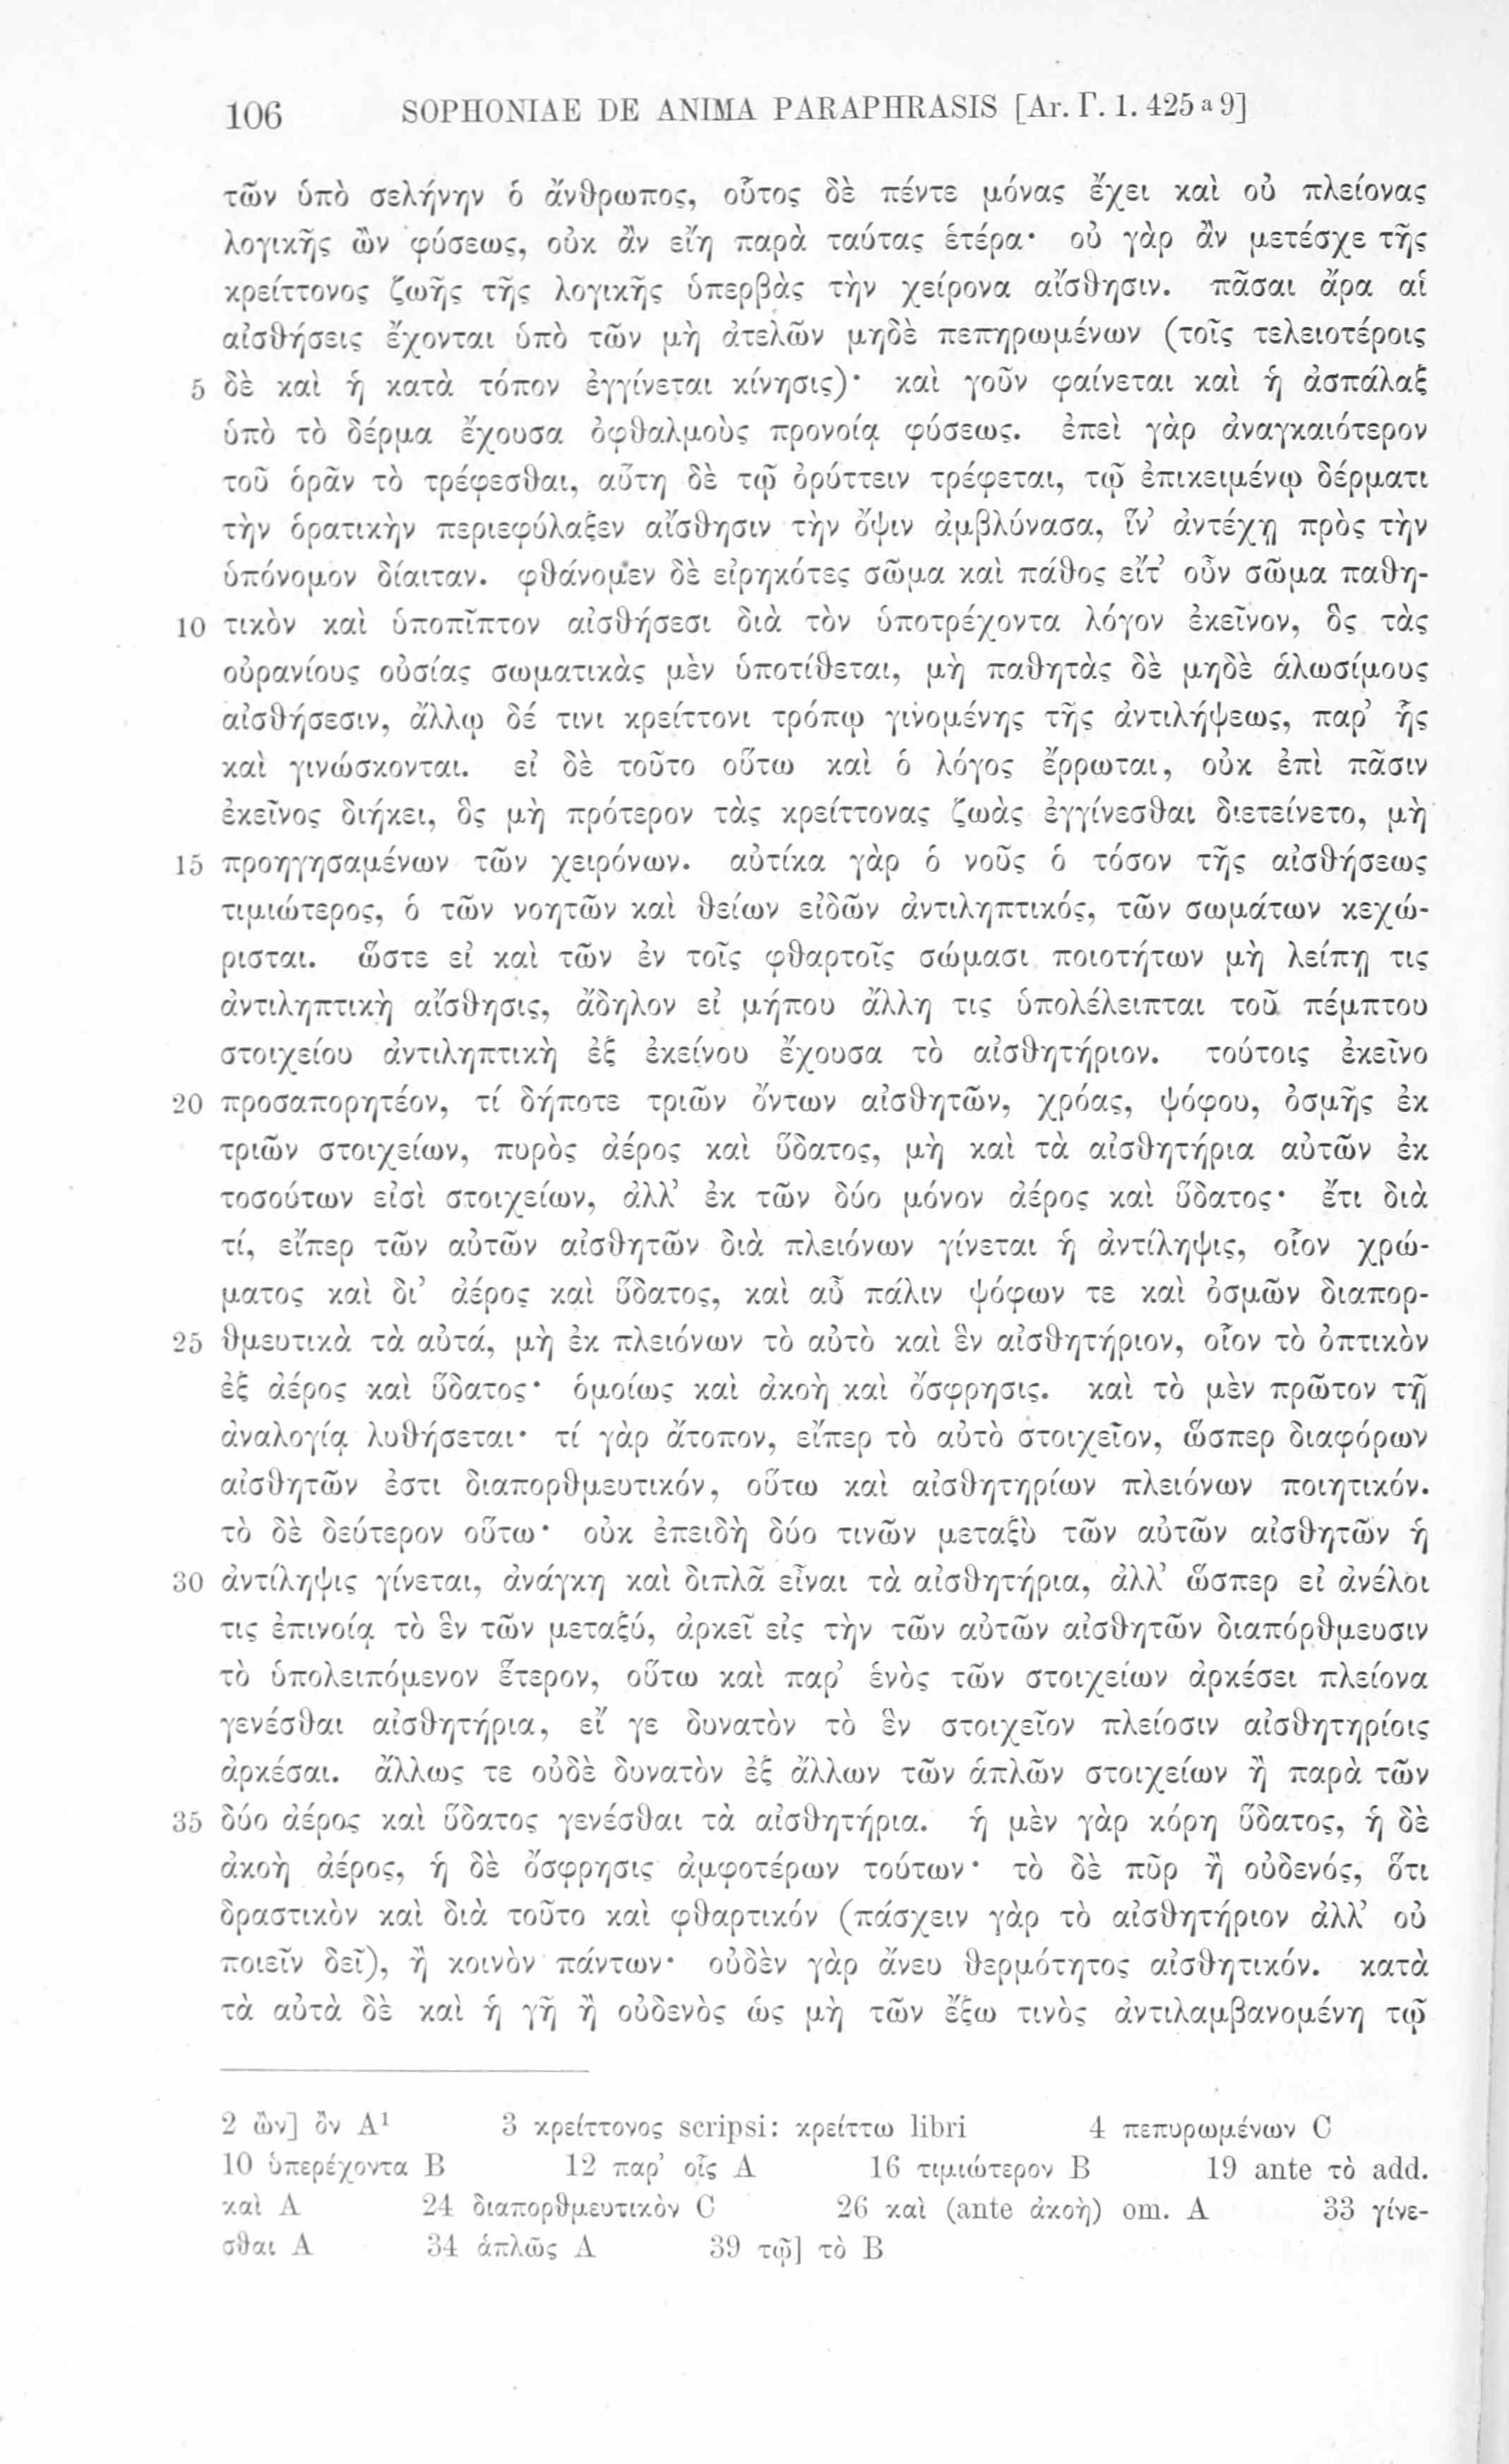 106 SOPHONIAE DE ANIMA PARAPHRASIS [Ar. Γ. 1. 425 a 9]
τῶν ὑπὸ σελήνην ὁ ἄνθρωπος, οὗτος δὲ πέντε μόνας ἔχει καὶ οὐ πλείονας
λογικῆς ὢν φύσεως, οὐκ ἂν εἴη παρὰ ταύτας ἑτέρα· οὐ γὰρ ἂν μετέσχε τῆς
κρείττονος ζωῆς τῆς λογικῆς ὑπερβὰς τὴν χείρονα αἴσθησιν. πᾶσαι ἄρα αἱ
αἰσθήσεις ἔχονται ὑπὸ τῶν μὴ ἀτελῶν μηδὲ πεπηρωμένων (τοῖς τελειοτέροις
5 δὲ καὶ ἡ κατὰ τόπον ἐγγίνεται κίνησις)· καὶ γοῦν φαίνεται καὶ ἡ ἀσπάλαξ
ὑπὸ τὸ δέρμα ἔχουσα ὀφθαλμοὺς προνοίᾳ φύσεως. ἐπεὶ γὰρ ἀναγκαιότερον
τοῦ ὁρᾶν τὸ τρέφεσθαι, αὕτη δὲ τῷ ὀρύττειν τρέφεται, τῷ ἐπικειμένῳ δέρματι
τὴν ὁρατικὴν περιεφύλαξεν αἴσθησιν τὴν ὄψιν ἀμβλύνασα, ἵν’ ἀντέχῃ πρὸς τὴν
ὑπόνομον δίαιταν. φθάνομεν δὲ εἰρηκότες σῶμα καὶ πάθος εἴτ’ οὖν σῶμα παθη-
10 τικὸν καὶ ὑποπῖπτον αἰσθήσεσι διὰ τὸν ὑποτρέχοντα λόγον ἐκεῖνον, ὃς τὰς
οὐρανίους οὐσίας σωματικὰς μὲν ὑποτίθεται, μὴ παθητὰς δὲ μηδὲ ἁλωσίμους
αἰσθήσεσιν, ἄλλῳ δέ τινι κρείττονι τρόπῳ γινομένης τῆς ἀντιλήψεως, παρ’ ἧς
καὶ γινώσκονται. εἰ δὲ τοῦτο οὕτω καὶ ὁ λόγος ἔρρωται, οὐκ ἐπὶ πᾶσιν
ἐκεῖνος διήκει, ὃς μὴ πρότερον τὰς κρείττονας ζωὰς ἐγγίνεσθαι διετείνετο, μὴ
15 προηγησαμένων τῶν χειρόνων. αὐτίκα γὰρ ὁ νοῦς ὁ τόσον τῆς αἰσθήσεως
τιμιώτερος, ὁ τῶν νοητῶν καὶ θείων εἰδῶν ἀντιληπτικός, τῶν σωμάτων κεχώ-
ρισται. ὥστε εἰ καὶ τῶν ἐν τοῖς φθαρτοῖς σώμασι ποιοτήτων μὴ λείπῃ τις
ἀντιληπτικὴ αἴσθησις, ἄδηλον εἰ μήπου ἄλλη τις ὑπολέλειπται τοῦ πέμπτου
στοιχείου ἀντιληπτικὴ ἐξ ἐκείνου ἔχουσα τὸ αἰσθητήριον. τούτοις ἐκεῖνο
20 προσαπορητέον, τί δήποτε τριῶν ὄντων αἰσθητῶν, χρόας, ψόφου, ὀσμῆς ἐκ
τριῶν στοιχείων, πυρὸς ἀέρος καὶ ὕδατος, μὴ καὶ τὰ αἰσθητήρια αὐτῶν ἐκ
τοσούτων εἰσὶ στοιχείων, ἀλλ’ ἐκ τῶν δύο μόνον ἀέρος καὶ ὕδατος· ἔτι διὰ
τί, εἴπερ τῶν αὐτῶν αἰσθητῶν διὰ πλειόνων γίνεται ἡ ἀντίληψις, οἷον χρώ-
ματος καὶ δι’ ἀέρος καὶ ὕδατος, καὶ αὖ πάλιν ψόφων τε καὶ ὀσμῶν διαπορ-
25 θμευτικὰ τὰ αὐτά, μὴ ἐκ πλειόνων τὸ αὐτὸ καὶ ἓν αἰσθητήριον, οἷον τὸ ὀπτικὸν
ἐξ ἀέρος καὶ ὕδατος· ὁμοίως καὶ ἀκοὴ καὶ ὄσφρησις. καὶ τὸ μὲν πρῶτον τῇ
ἀναλογίᾳ λυθήσεται· τί γὰρ ἄτοπον, εἴπερ τὸ αὐτὸ στοιχεῖον, ὥσπερ διαφόρων
αἰσθητῶν ἐστι διαπορθμευτικόν, οὕτω καὶ αἰσθητηρίων πλειόνων ποιητικόν.
τὸ δὲ δεύτερον οὕτω· οὐκ ἐπειδὴ δύο τινῶν μεταξὺ τῶν αὐτῶν αἰσθητῶν ἡ
30 ἀντίληψις γίνεται, ἀνάγκη καὶ διπλᾶ εἶναι τὰ αἰσθητήρια, ἀλλ’ ὥσπερ εἰ ἀνέλοι
τις ἐπινοίᾳ τὸ ἓν τῶν μεταξύ, ἀρκεῖ εἰς τὴν τῶν αὐτῶν αἰσθητῶν διαπόρθμευσιν
τὸ ὑπολειπόμενον ἕτερον, οὕτω καὶ παρ’ ἑνὸς τῶν στοιχείων ἀρκέσει πλείονα
γενέσθαι αἰσθητήρια, εἴ γε δυνατὸν τὸ ἓν στοιχεῖον πλείοσιν αἰσθητηρίοις
ἀρκέσαι. ἄλλως τε οὐδὲ δυνατὸν ἐξ ἄλλων τῶν ἁπλῶν στοιχείων ἢ παρὰ τῶν
35 δύο ἀέρος καὶ ὕδατος γενέσθαι τὰ αἰσθητήρια. ἡ μὲν γὰρ κόρη ὕδατος, ἡ δὲ
ἀκοὴ ἀέρος, ἡ δὲ ὄσφρησις ἀμφοτέρων τούτων· τὸ δὲ πῦρ ἢ οὐδενός, ὅτι
δραστικὸν καὶ διὰ τοῦτο καὶ φθαρτικόν (πάσχειν γὰρ τὸ αἰσθητήριον ἀλλ’ οὐ
ποιεῖν δεῖ), ἢ κοινὸν πάντων· οὐδὲν γὰρ ἄνευ θερμότητος αἰσθητικόν. κατὰ
τὰ αὐτὰ δὲ καὶ ἡ γῆ ἢ οὐδενὸς ὡς μὴ τῶν ἔξω τινὸς ἀντιλαμβανομένη τῷ
2 ὢν] ὂν A¹ 3 κρείττονος scripsi: κρείττω libri 4 πεπυρωμένων C
10 ὑπερέχοντα B 12 παρ’ οἷς A 16 τιμιώτερον B 19 ante τὸ add.
καὶ A 24 διαπορθμευτικὸν C 26 καὶ (ante ἀκοὴ) om. A 33 γίνε-
σθαι A 34 ἁπλῶς A 39 τῷ] τὸ B